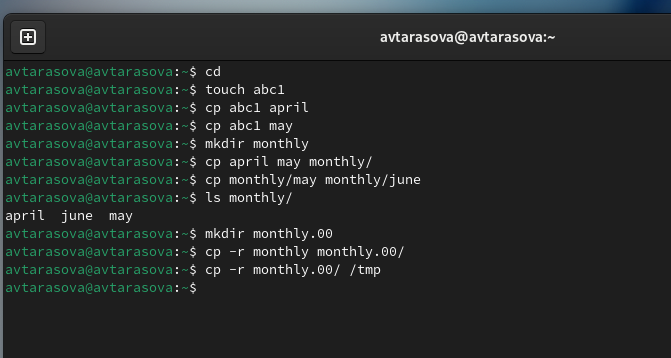 avtarasova@avtarasova:~
avtarasova@avtarasova:~$ cd
avtarasova@avtarasova:~$ touch abc1
avtarasova@avtarasova:~$ cp abc1 april
avtarasova@avtarasova:~$ cp abc1 may
avtarasova@avtarasova:~$ mkdir monthly
avtarasova@avtarasova:~$ cp april may monthly/
avtarasova@avtarasova:~$ cp monthly/may monthly/june
avtarasova@avtarasova:~$ ls monthly/
april  june  may
avtarasova@avtarasova:~$ mkdir monthly.00
avtarasova@avtarasova:~$ cp -r monthly monthly.00/
avtarasova@avtarasova:~$ cp -r monthly.00/ /tmp
avtarasova@avtarasova:~$